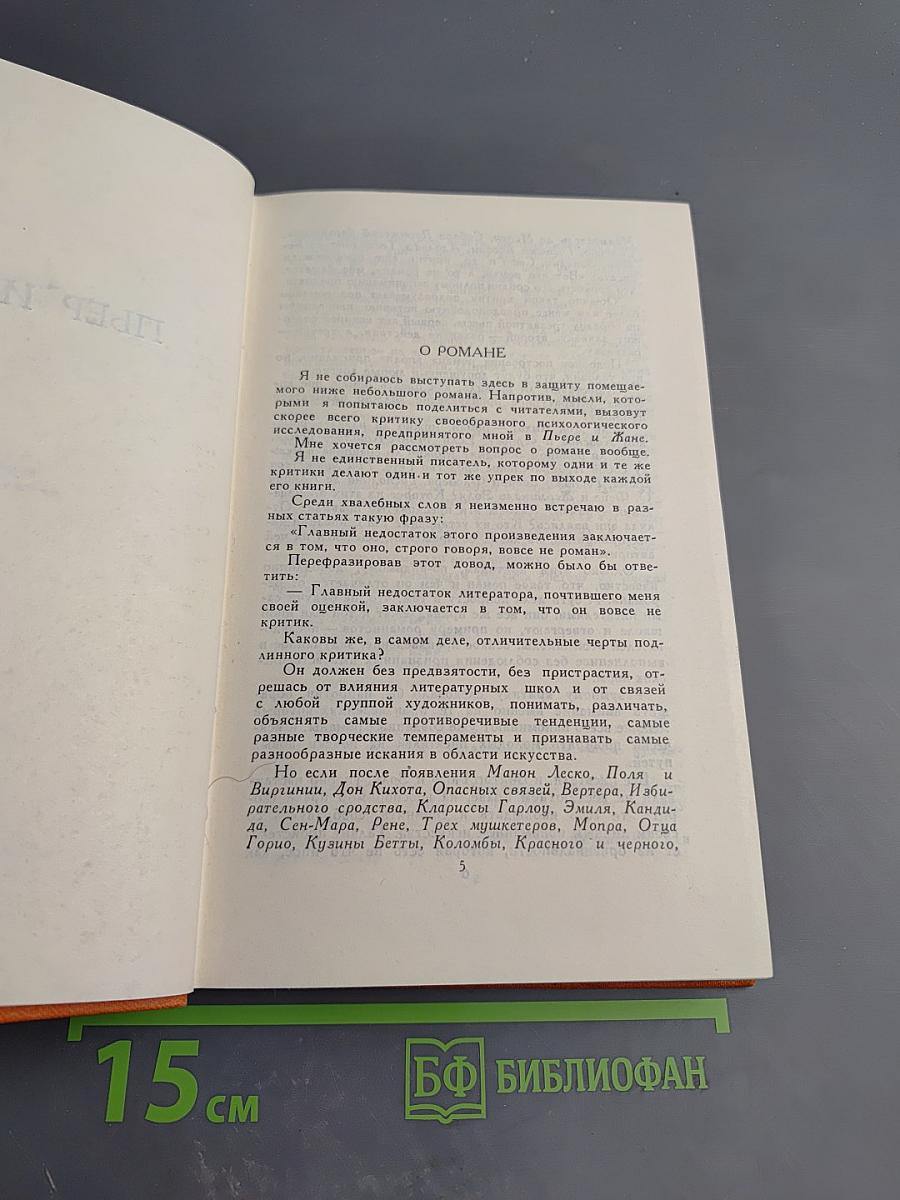 О РОМАНЕ
Я не собираюсь выступать здесь в защиту помещае-
мого ниже небольшого романа. Напротив, мысли, кото-
рыми я попытаюсь поделиться с читателями, вызовут
скорее всего критику своеобразного психологического
исследования, предпринятого мной в Пьере и Жане.
Мне хочется рассмотреть вопрос о романе вообще.
Я не единственный писатель, которому одни и те же
критики делают один и тот же упрек по выходе каждой
его книги.
Среди хвалебных слов я неизменно встречаю в раз-
ных статьях такую фразу:
«Главный недостаток этого произведения заключает-
ся в том, что оно, строго говоря, вовсе не роман».
Перефразировав этот довод, можно было бы отве-
тить:
— Главный недостаток литератора, почтившего меня
своей оценкой, заключается в том, что он вовсе не
критик.
Каковы же, в самом деле, отличительные черты под-
линного критика?
Он должен без предвзятости, без пристрастия, от-
решась от влияния литературных школ и от связей
с любой группой художников, понимать, различать,
объяснять самые противоречивые тенденции, самые
разные творческие темпераменты и признавать самые
разнообразные искания в области искусства.
Но если после появления Манон Леско, Поля и
Виргинии, Дон Кихота, Опасных связей, Вертера, Изби-
рательного сродства, Клариссы Гарлоу, Эмиля, Канди-
да, Сен-Мара, Рене, Трех мушкетеров, Мопра, Отца
Горио, Кузины Бетты, Коломбы, Красного и черного,
5
15 см
БФ БИБЛИОФАН